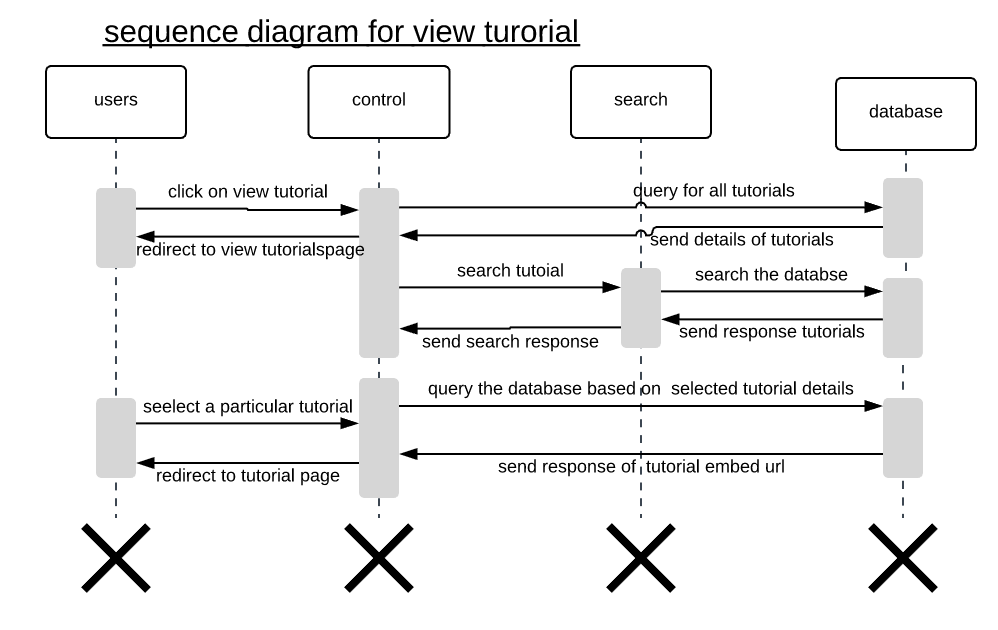 sequence diagram for view turorial
users
control
search
database
click on view tutorial
query for all tutorials
redirect to view tutorialspage
send details of tutorials
search tutoial
search the databse
send search response
send response tutorials
seelect a particular tutorial
query the database based on selected tutorial details
redirect to tutorial page
send response of tutorial embed url